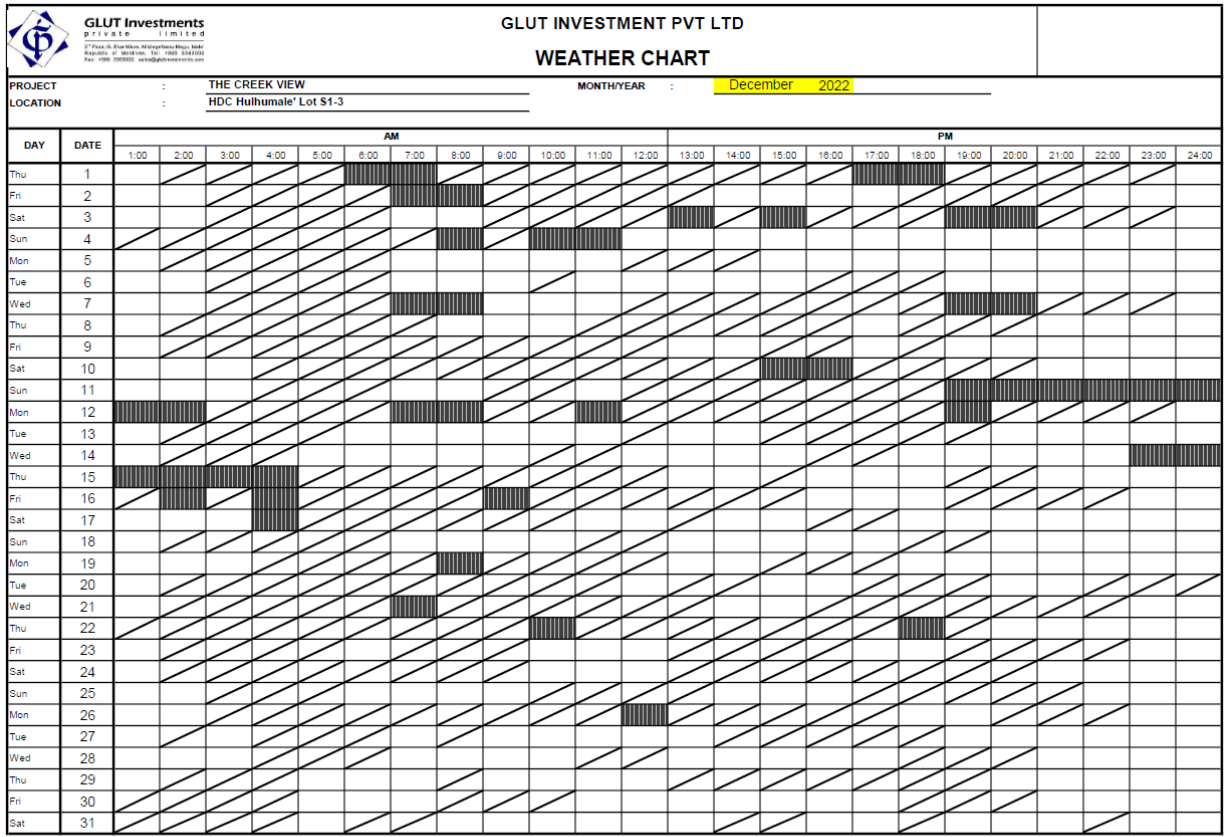 GLUT Investments
private limited
GLUT INVESTMENT PVT LTD
WEATHER CHART
PROJECT : THE CREEK VIEW MONTH/YEAR : December 2022
LOCATION : HDC Hulhumale' Lot S1-3
DAY DATE AM PM
1:00 2:00 3:00 4:00 5:00 6:00 7:00 8:00 9:00 10:00 11:00 12:00 13:00 14:00 15:00 16:00 17:00 18:00 19:00 20:00 21:00 22:00 23:00 24:00
Thu 1
Fri 2
Sat 3
Sun 4
Mon 5
Tue 6
Wed 7
Thu 8
Fri 9
Sat 10
Sun 11
Mon 12
Tue 13
Wed 14
Thu 15
Fri 16
Sat 17
Sun 18
Mon 19
Tue 20
Wed 21
Thu 22
Fri 23
Sat 24
Sun 25
Mon 26
Tue 27
Wed 28
Thu 29
Fri 30
Sat 31